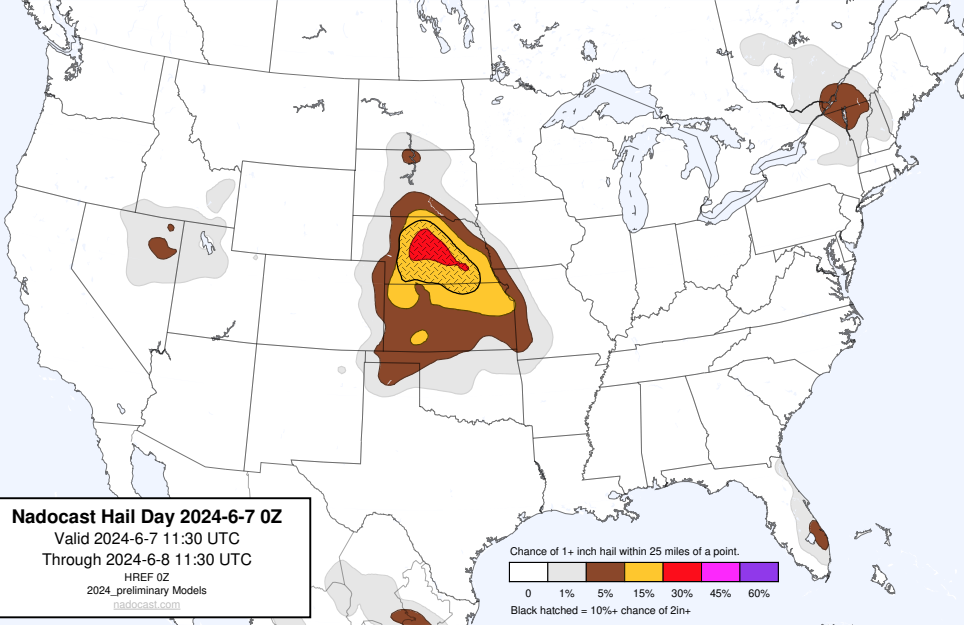 Nadocast Hail Day 2024-6-7 0Z
Valid 2024-6-7 11:30 UTC
Through 2024-6-8 11:30 UTC
HREF 0Z
2024_preliminary Models
nadocast.com
Chance of 1+ inch hail within 25 miles of a point.
0 1% 5% 15% 30% 45% 60%
Black hatched = 10%+ chance of 2in+